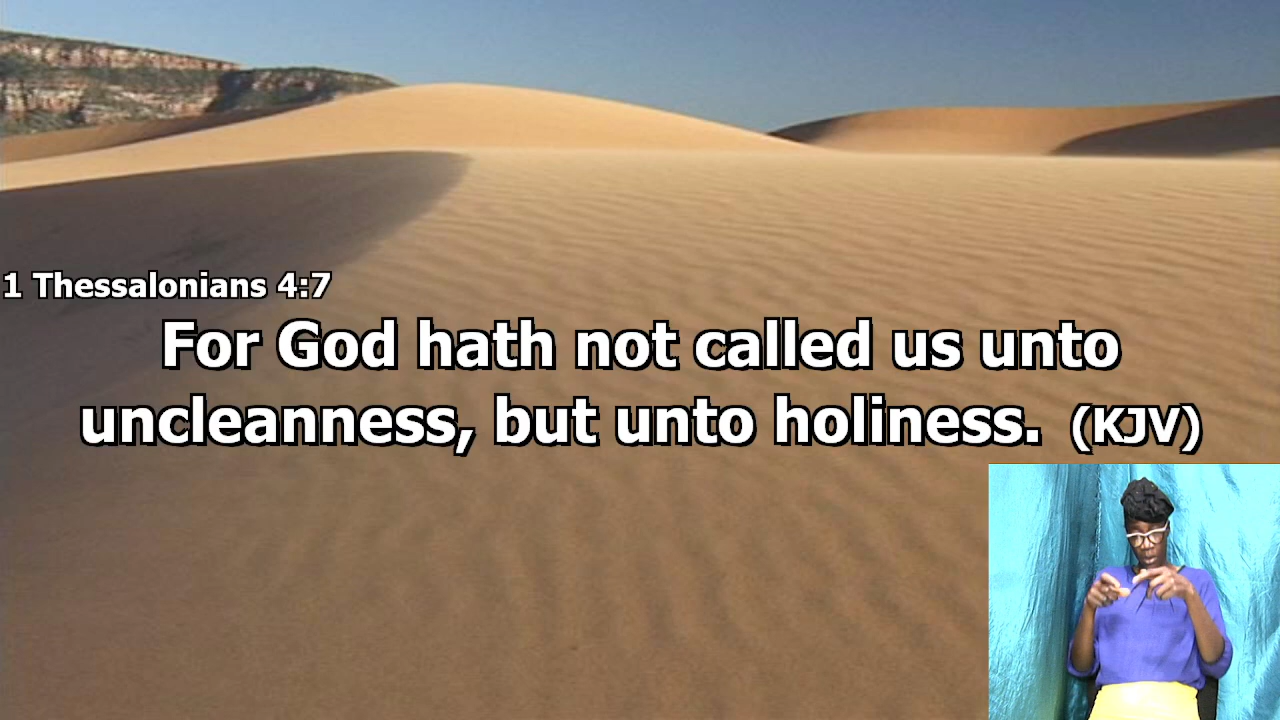 1 Thessalonians 4:7
For God hath not called us unto
uncleanness, but unto holiness. (KJV)